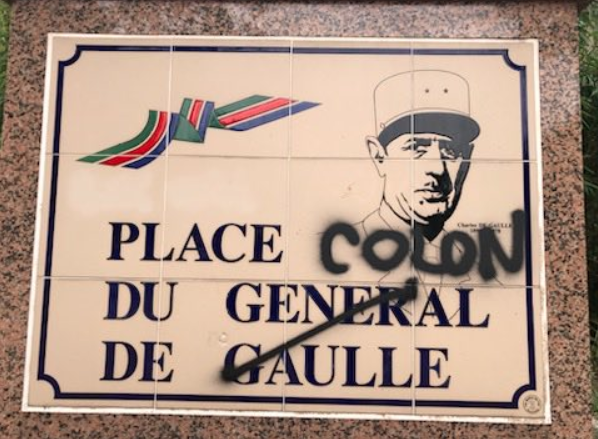 Charles DE GAULLE
PLACE COLON
DU GENERAL
DE GAULLE